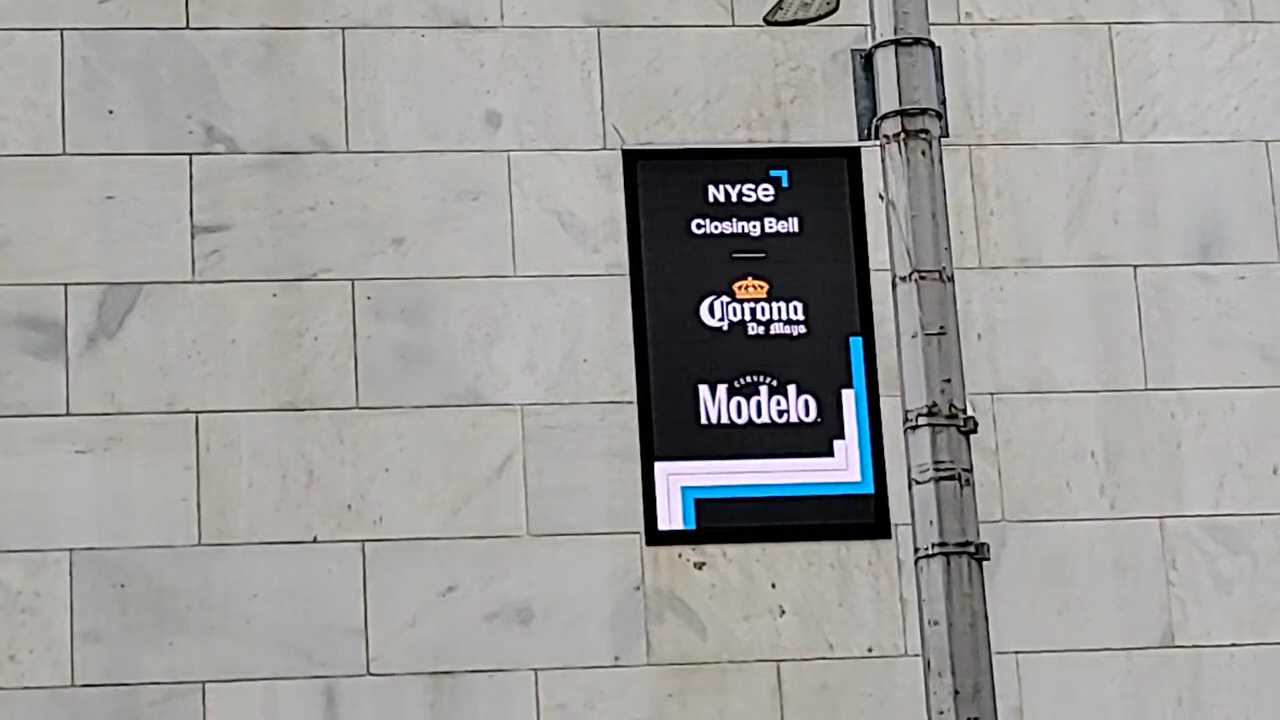 NYSE
Closing Bell
Corona
De Mayo
CERVEZA
Modelo